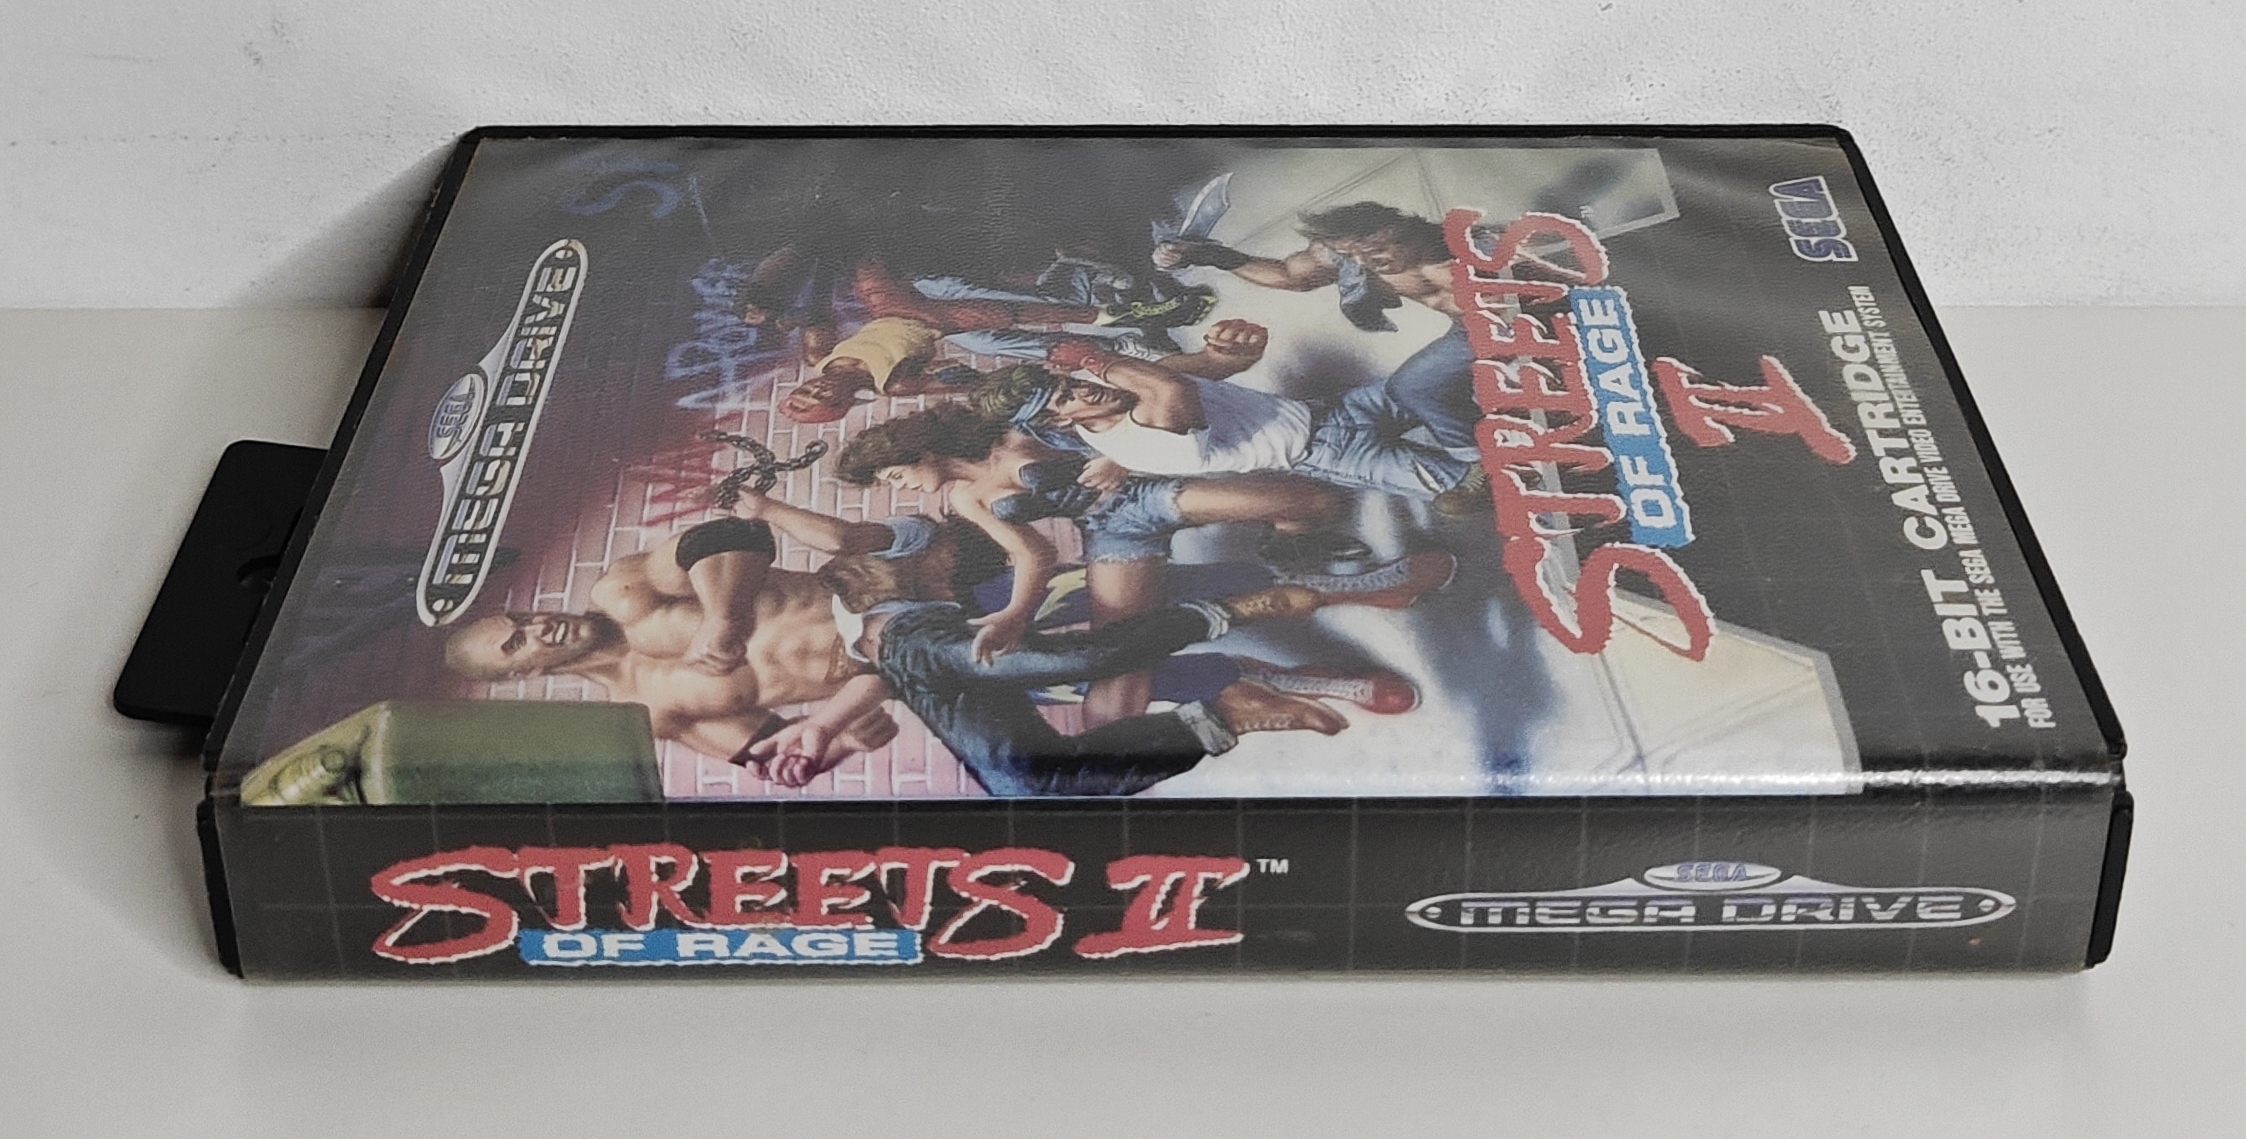 SEGA
MEGA DRIVE
STREETS
OF RAGE
II
SEGA
16-BIT CARTRIDGE
FOR USE WITH THE SEGA MEGA DRIVE VIDEO ENTERTAINMENT SYSTEM
STREETS II™
OF RAGE
SEGA
MEGA DRIVE